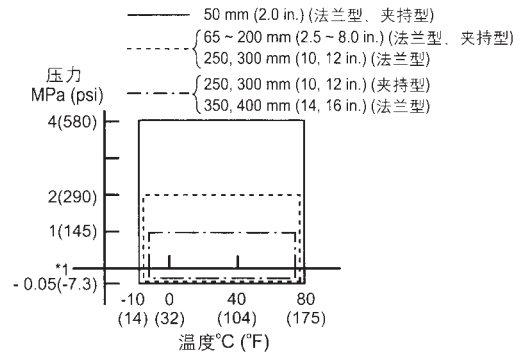 50 mm (2.0 in.) (法兰型、夹持型)
65 ~ 200 mm (2.5 ~ 8.0 in.) (法兰型、夹持型)
250, 300 mm (10, 12 in.) (法兰型)
250, 300 mm (10, 12 in.) (夹持型)
350, 400 mm (14, 16 in.) (法兰型)
压力
MPa (psi)
4(580)
2(290)
1(145)
*1
- 0.05(-7.3)
-10 0 40 80
(14) (32) (104) (175)
温度°C (°F)